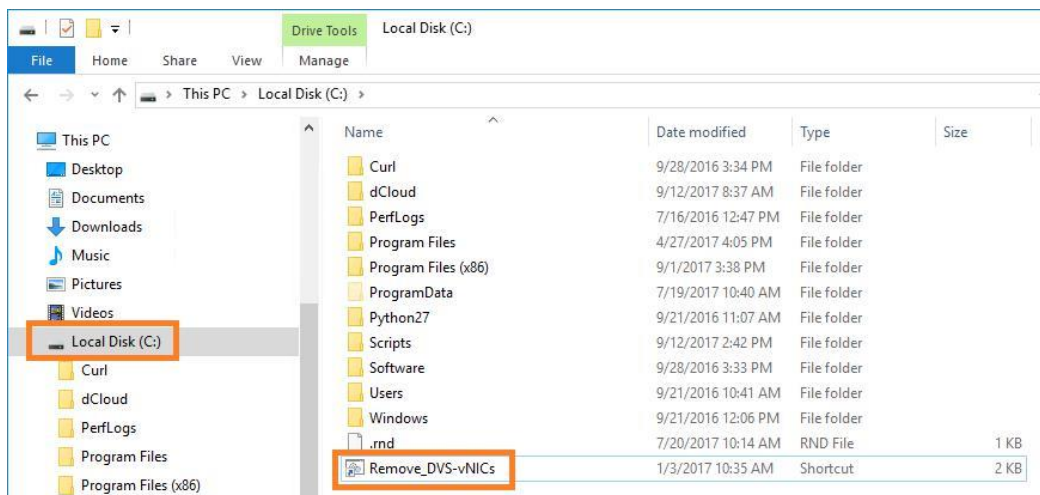 Drive Tools Local Disk (C:)
File Home Share View Manage
This PC > Local Disk (C:) >
Name Date modified Type Size
This PC
Desktop
Documents
Downloads
Music
Pictures
Videos
Local Disk (C:)
Curl
dCloud
PerfLogs
Program Files
Program Files (x86)
Curl 9/28/2016 3:34 PM File folder
dCloud 9/12/2017 8:37 AM File folder
PerfLogs 7/16/2016 12:47 PM File folder
Program Files 4/27/2017 4:05 PM File folder
Program Files (x86) 9/1/2017 3:38 PM File folder
ProgramData 7/19/2017 10:40 AM File folder
Python27 9/21/2016 11:07 AM File folder
Scripts 9/12/2017 2:42 PM File folder
Software 9/28/2016 3:33 PM File folder
Users 9/21/2016 10:41 AM File folder
Windows 9/21/2016 12:06 PM File folder
.rnd 7/20/2017 10:14 AM RND File 1 KB
Remove_DVS-vNICs 1/3/2017 10:35 AM Shortcut 2 KB